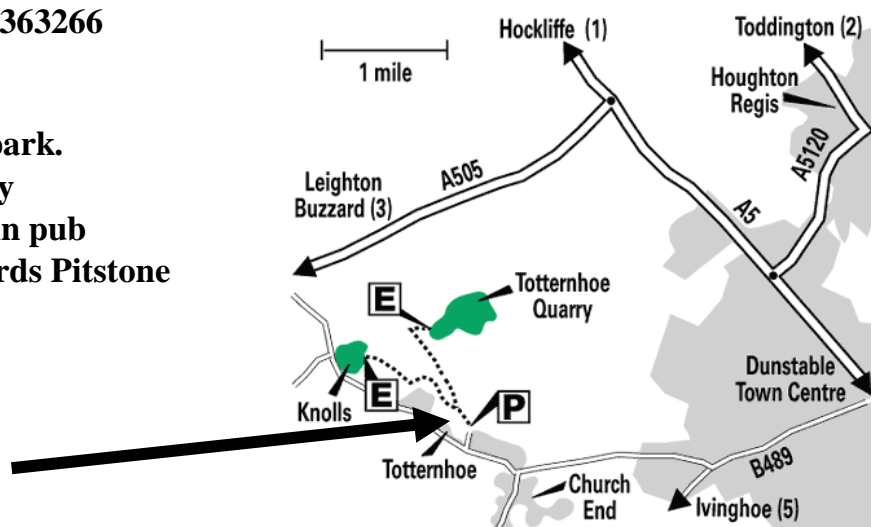 363266
park.
y
n pub
rds Pitstone
Hockliffe (1)
Toddington (2)
1 mile
Houghton
Regis
A5120
A505
Leighton
Buzzard (3)
A5
E
Totternhoe
Quarry
Knolls
E
P
Dunstable
Town Centre
Totternhoe
B489
Church
End
Ivinghoe (5)